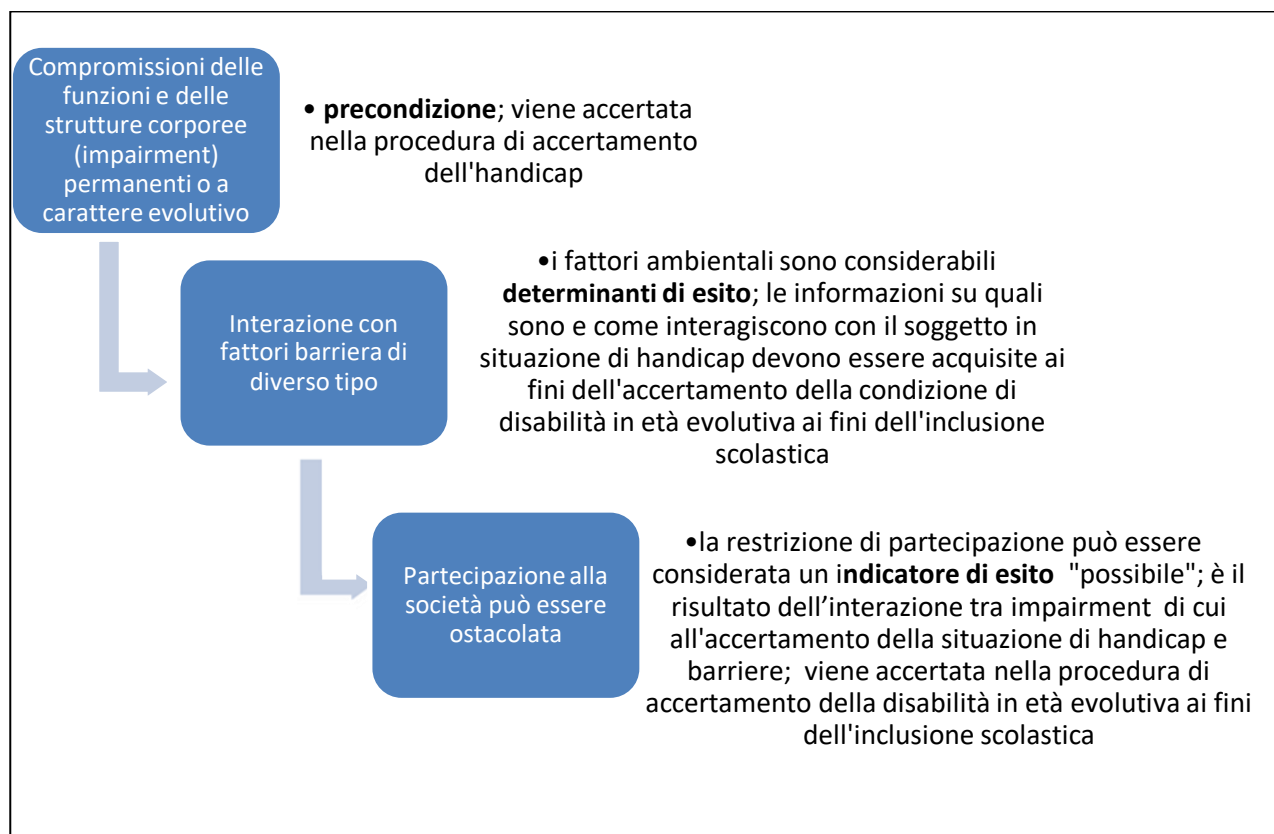 Compromissioni delle
funzioni e delle
strutture corporee
(impairment)
permanenti o a
carattere evolutivo
• precondizione; viene accertata
nella procedura di accertamento
dell'handicap
Interazione con
fattori barriera di
diverso tipo
•i fattori ambientali sono considerabili
determinanti di esito; le informazioni su quali
sono e come interagiscono con il soggetto in
situazione di handicap devono essere acquisite ai
fini dell'accertamento della condizione di
disabilità in età evolutiva ai fini dell'inclusione
scolastica
Partecipazione alla
società può essere
ostacolata
•la restrizione di partecipazione può essere
considerata un indicatore di esito "possibile"; è il
risultato dell’interazione tra impairment di cui
all'accertamento della situazione di handicap e
barriere; viene accertata nella procedura di
accertamento della disabilità in età evolutiva ai fini
dell'inclusione scolastica